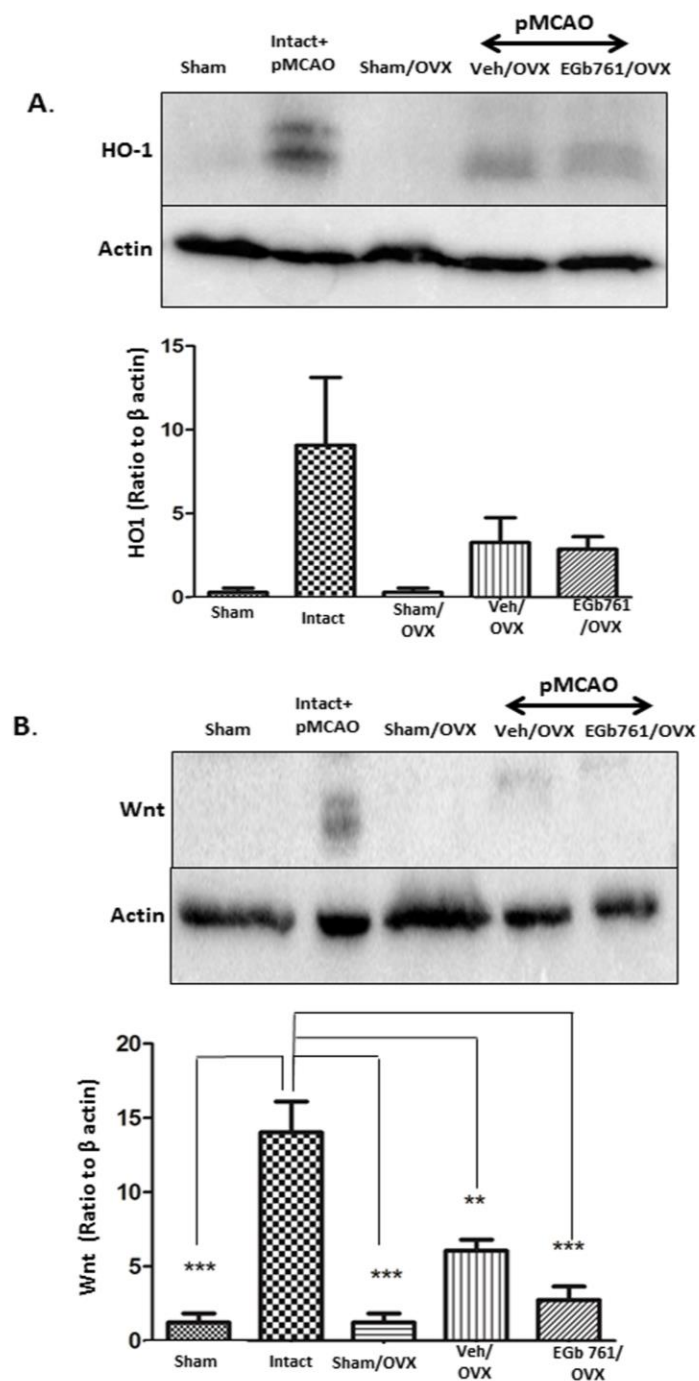 pMCAO
Sham
Intact+
pMCAO
Sham/OVX
Veh/OVX
EGb761/OVX
A.
HO-1
Actin
HO1 (Ratio to β actin)
15
10
5
0
Sham
Intact
Sham/
OVX
Veh/
OVX
EGb761
/OVX
pMCAO
B.
Sham
Intact+
pMCAO
Sham/OVX
Veh/OVX
EGb761/OVX
Wnt
Actin
Wnt (Ratio to β actin)
20
15
10
5
0
***
***
**
***
Sham
Intact
Sham/OVX
Veh/
OVX
EGb 761/
OVX